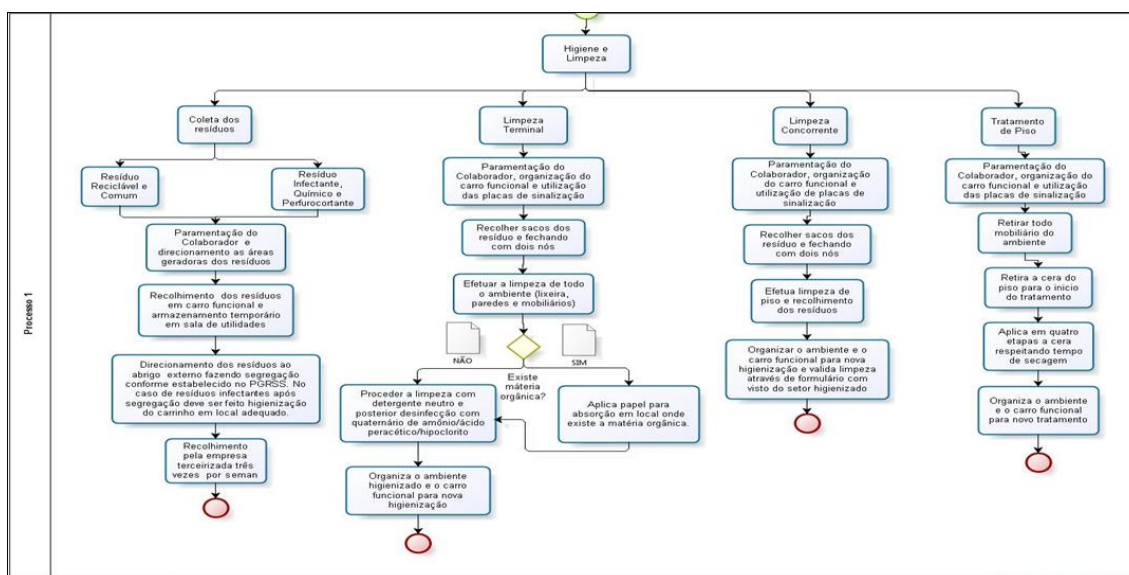 Processo 1
Higiene e
Limpeza
Coleta dos
resíduos
Resíduo
Reciclável e
Comum
Resíduo
Infectante,
Químico e
Perfurocortante
Paramentação do
Colaborador e
direcionamento as áreas
geradoras dos resíduos
Recolhimento dos resíduos
em carro funcional e
armazenamento temporário
em sala de utilidades
Direcionamento dos resíduos ao
abrigo externo fazendo segregação
conforme estabelecido no PGRSS. No
caso de resíduos infectantes após
segregação deve ser feito higienização
do carrinho em local adequado.
Recolhimento
pela empresa
terceirizada três
vezes por seman
Limpeza
Terminal
Paramentação do
Colaborador, organização do
carro funcional e utilização
das placas de sinalização
Recolher sacos dos
resíduo e fechando
com dois nós
Efetuar a limpeza de todo
o ambiente (lixeira,
paredes e mobiliários)
NÃO
SIM
Existe
máteria
orgânica?
Proceder a limpeza com
detergente neutro e
posterior desinfecção com
quaternário de amônio/ácido
peracético/hipoclorito
Aplica papel para
absorção em local onde
existe a matéria orgânica.
Organiza o ambiente
higienizado e o carro
funcional para nova
higienização
Limpeza
Concorrente
Paramentação do
Colaborador, organização
do carro funcional e
utilização de placas de
sinalização
Recolher sacos dos
resíduo e fechando
com dois nós
Efetua limpeza de
piso e recolhimento
dos resíduos
Organizar o ambiente e o
carro funcional para nova
higienização e valida limpeza
através de formulário com
visto do setor higienizado
Tratamento
de Piso
Paramentação do
Colaborador, organização do
carro funcional e utilização
das placas de sinalização
Retirar todo
mobiliário do
ambiente
Retira a cera do
piso para o inicio
do tratamento
Aplica em quatro
etapas a cera
respeitando tempo
de secagem
Organiza o ambiente
e o carro funcional
para novo tratamento